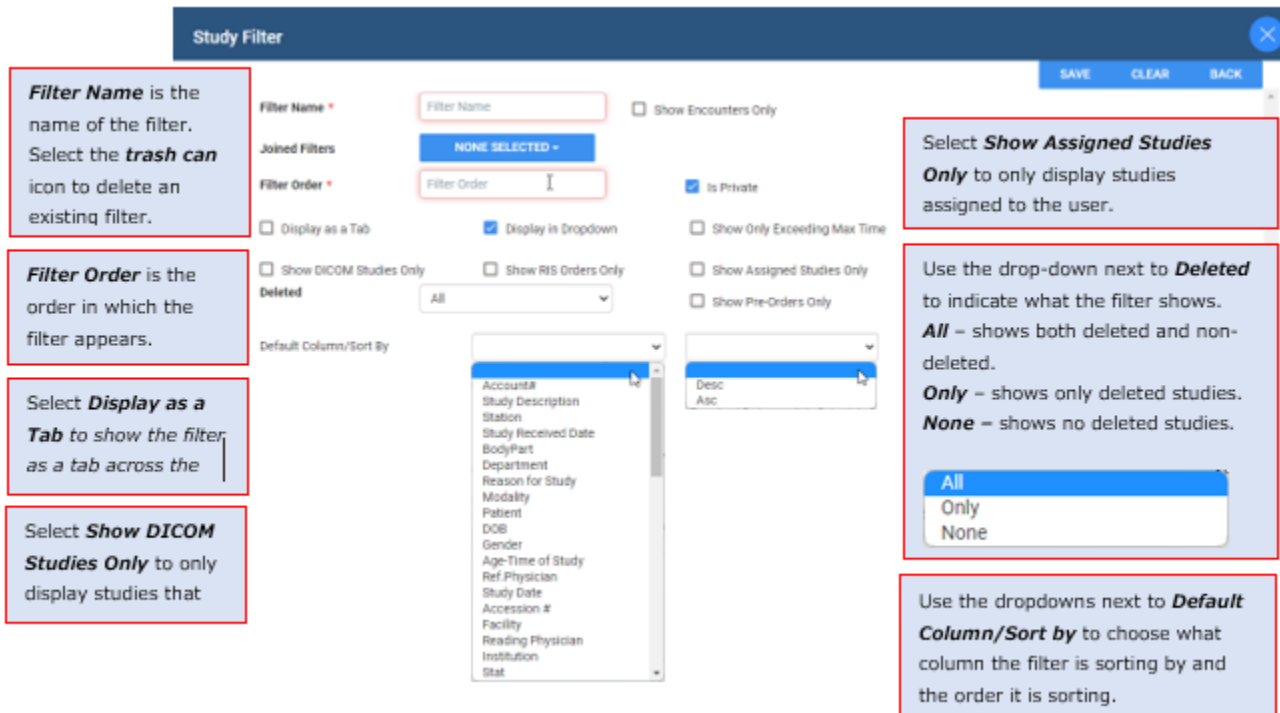 Study Filter
SAVE CLEAR BACK
Filter Name is the
name of the filter.
Select the trash can
icon to delete an
existing filter.
Filter Order is the
order in which the
filter appears.
Select Display as a
Tab to show the filter
as a tab across the
Select Show DICOM
Studies Only to only
display studies that
Filter Name * Filter Name Show Encounters Only
Joined Filters NONE SELECTED
Filter Order * Filter Order Is Private
Display as a Tab Display in Dropdown Show Only Exceeding Max Time
Show DICOM Studies Only Show RIS Orders Only Show Assigned Studies Only
Deleted All Show Pre-Orders Only
Default Column/Sort By
Account#
Study Description
Station
Study Received Date
BodyPart
Department
Reason for Study
Modality
Patient
DOB
Gender
Age-Time of Study
Ref.Physician
Study Date
Accession #
Facility
Reading Physician
Institution
Stat
Desc
Asc
Select Show Assigned Studies
Only to only display studies
assigned to the user.
Use the drop-down next to Deleted
to indicate what the filter shows.
All – shows both deleted and non-
deleted.
Only – shows only deleted studies.
None – shows no deleted studies.
All
Only
None
Use the dropdowns next to Default
Column/Sort by to choose what
column the filter is sorting by and
the order it is sorting.